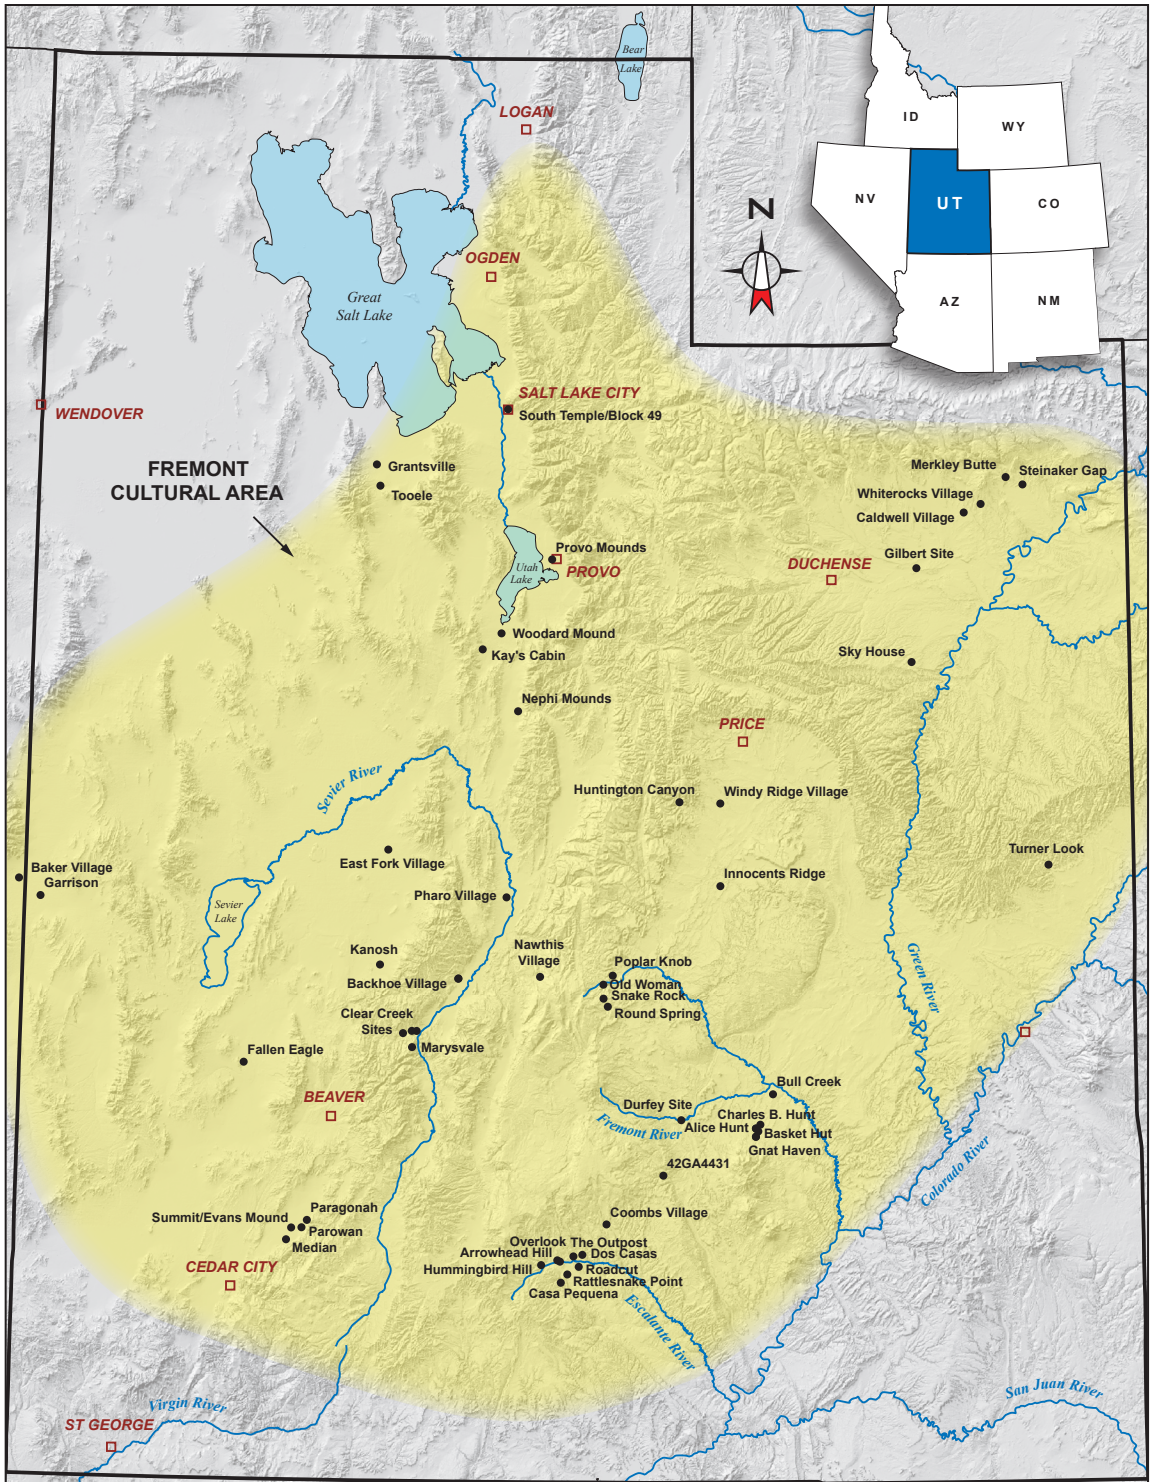 Bear
Lake
LOGAN
ID
WY
NV
UT
CO
AZ
NM
N
OGDEN
Great
Salt Lake
WENDOVER
SALT LAKE CITY
South Temple/Block 49
FREMONT
CULTURAL AREA
Grantsville
Tooele
Merkley Butte
Steinaker Gap
Whiterocks Village
Caldwell Village
Gilbert Site
DUCHENSE
Provo Mounds
PROVO
Utah
Lake
Woodard Mound
Kay's Cabin
Sky House
Nephi Mounds
PRICE
Sevier River
Huntington Canyon
Windy Ridge Village
East Fork Village
Turner Look
Baker Village
Garrison
Innocents Ridge
Pharo Village
Sevier
Lake
Green River
Kanosh
Nawthis
Village
Poplar Knob
Backhoe Village
Old Woman
Snake Rock
Round Spring
Clear Creek
Sites
Marysvale
Fallen Eagle
Bull Creek
BEAVER
Durfey Site
Charles B. Hunt
Fremont River
Alice Hunt
Basket Hut
Gnat Haven
Colorado River
42GA4431
Paragonah
Summit/Evans Mound
Parowan
Median
Coombs Village
Overlook
The Outpost
Arrowhead Hill
Dos Casas
Hummingbird Hill
Roadcut
Rattlesnake Point
Casa Pequena
CEDAR CITY
Escalante River
Virgin River
San Juan River
ST GEORGE